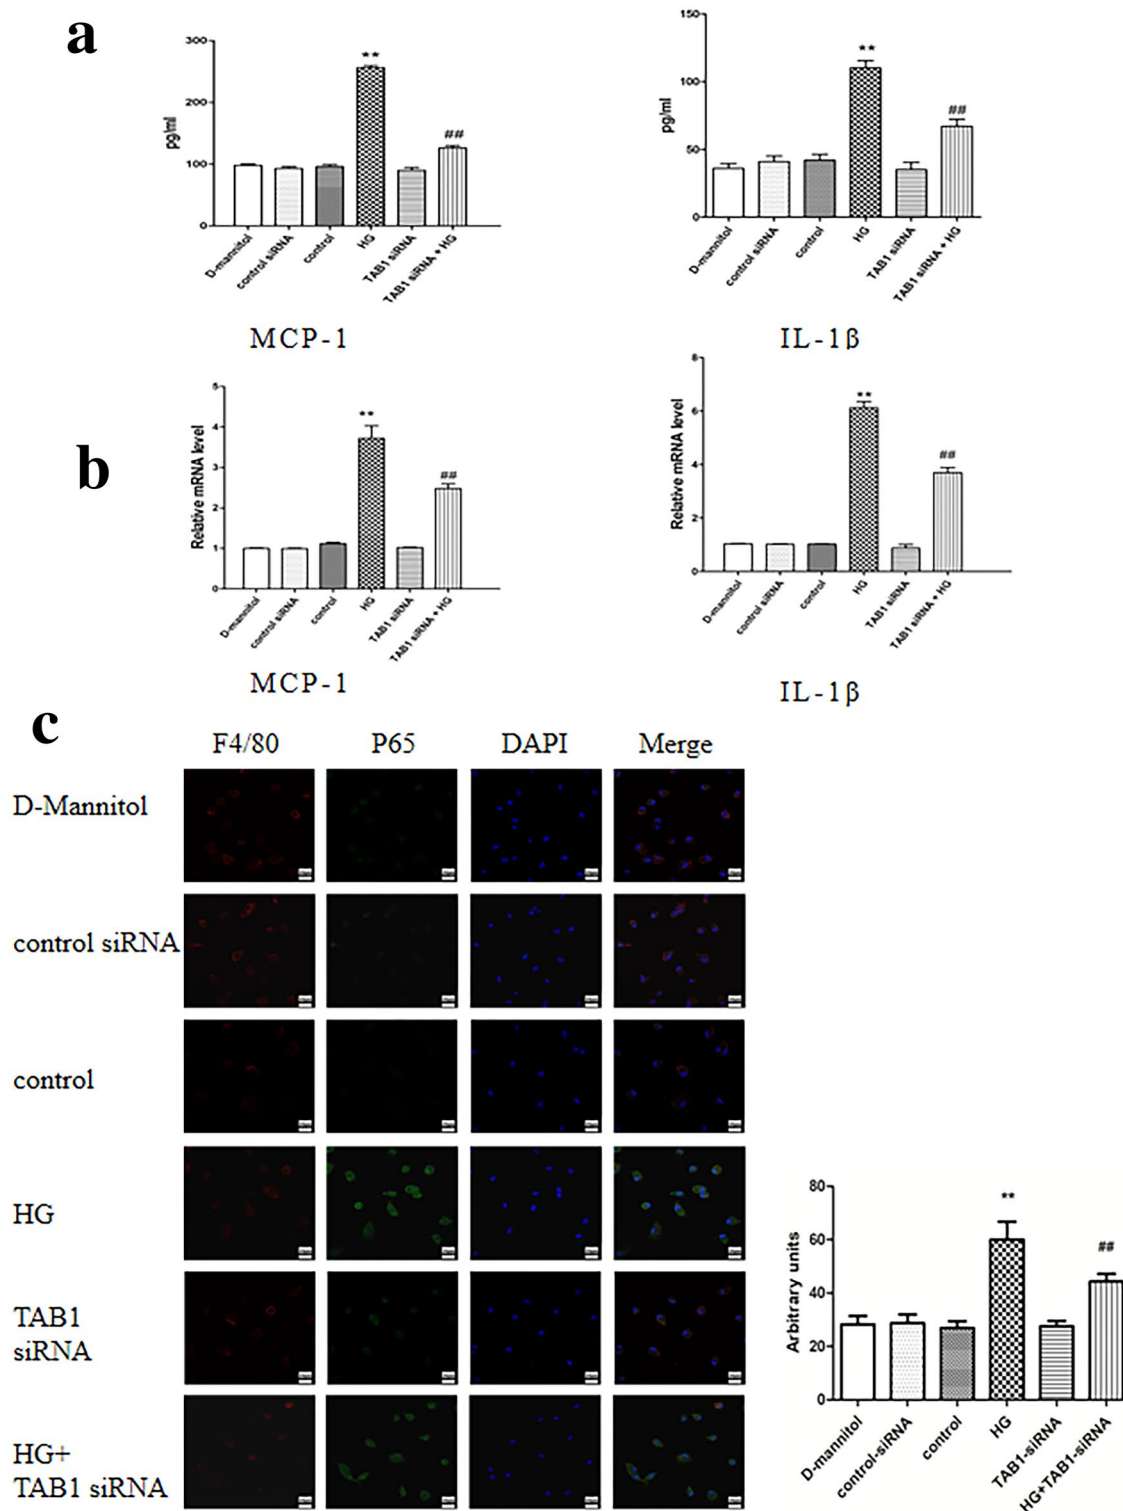 a
300
200
100
0
pg/ml
**
##
D-mannitol
control siRNA
control
HG
TAB1 siRNA
TAB1 siRNA + HG
MCP-1
150
100
50
0
pg/ml
**
##
D-mannitol
control siRNA
control
HG
TAB1 siRNA
TAB1 siRNA + HG
IL-1β
b
5
4
3
2
1
0
Relative mRNA level
**
##
D-mannitol
control siRNA
control
HG
TAB1 siRNA
TAB1 siRNA + HG
MCP-1
8
6
4
2
0
Relative mRNA level
**
##
D-mannitol
control siRNA
control
HG
TAB1 siRNA
TAB1 siRNA + HG
IL-1β
c
F4/80 P65 DAPI Merge
D-Mannitol
control siRNA
control
HG
TAB1
siRNA
HG+
TAB1 siRNA
80
60
40
20
0
Arbitrary units
**
##
D-mannitol
control-siRNA
control
HG
TAB1-siRNA
HG+TAB1-siRNA